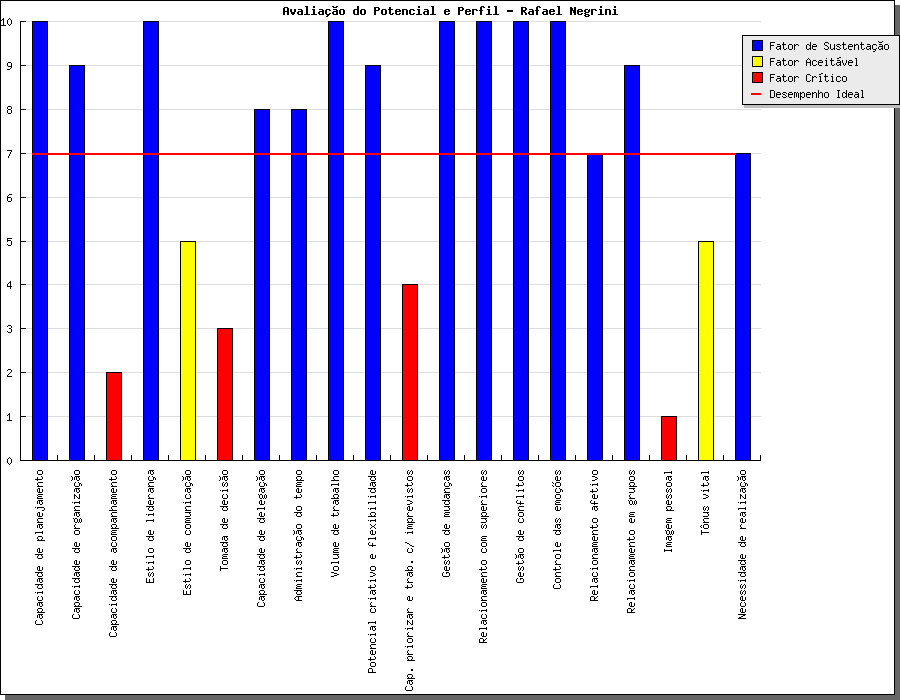 Avaliação do Potencial e Perfil - Rafael Negrini
Fator de Sustentação
Fator Aceitável
Fator Crítico
Desempenho Ideal
10
9
8
7
6
5
4
3
2
1
0
Capacidade de planejamento
Capacidade de organização
Capacidade de acompanhamento
Estilo de liderança
Estilo de comunicação
Tomada de decisão
Capacidade de delegação
Administração do tempo
Volume de trabalho
Potencial criativo e flexibilidade
Cap. priorizar e trab. c/ imprevistos
Gestão de mudanças
Relacionamento com superiores
Gestão de conflitos
Controle das emoções
Relacionamento afetivo
Relacionamento em grupos
Imagem pessoal
Tônus vital
Necessidade de realização